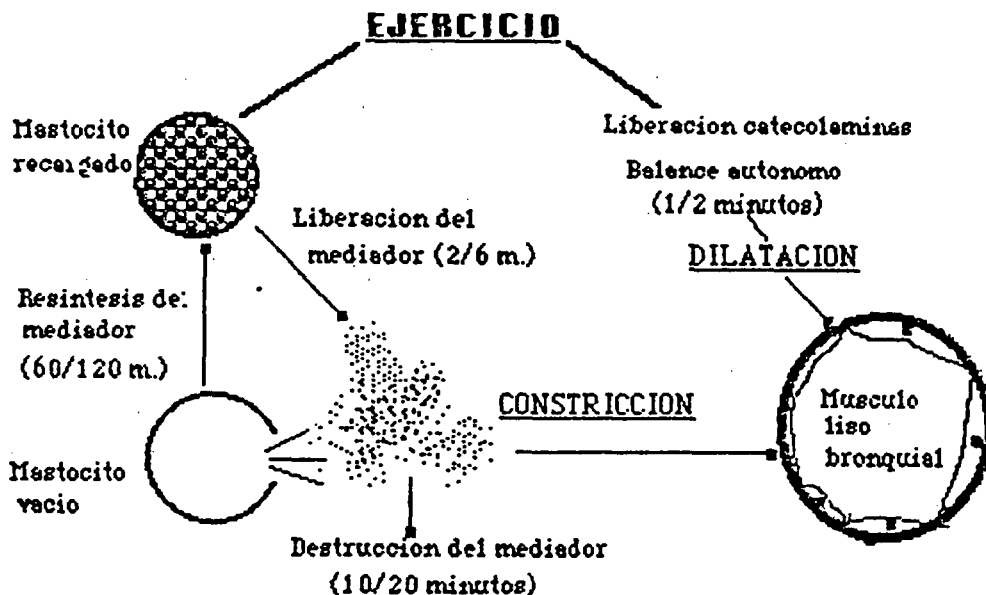 EJERCICIO
Mastocito
recargado
Liberacion catecolaminas
Balance autonomo
(1/2 minutos)
DILATACION
Liberacion del
mediador (2/6 m.)
Resintesis de:
mediador
(60/120 m.)
CONSTRICCION
Musculo
liso
bronquial
Mastocito
vacio
Destruccion del mediador
(10/20 minutos)